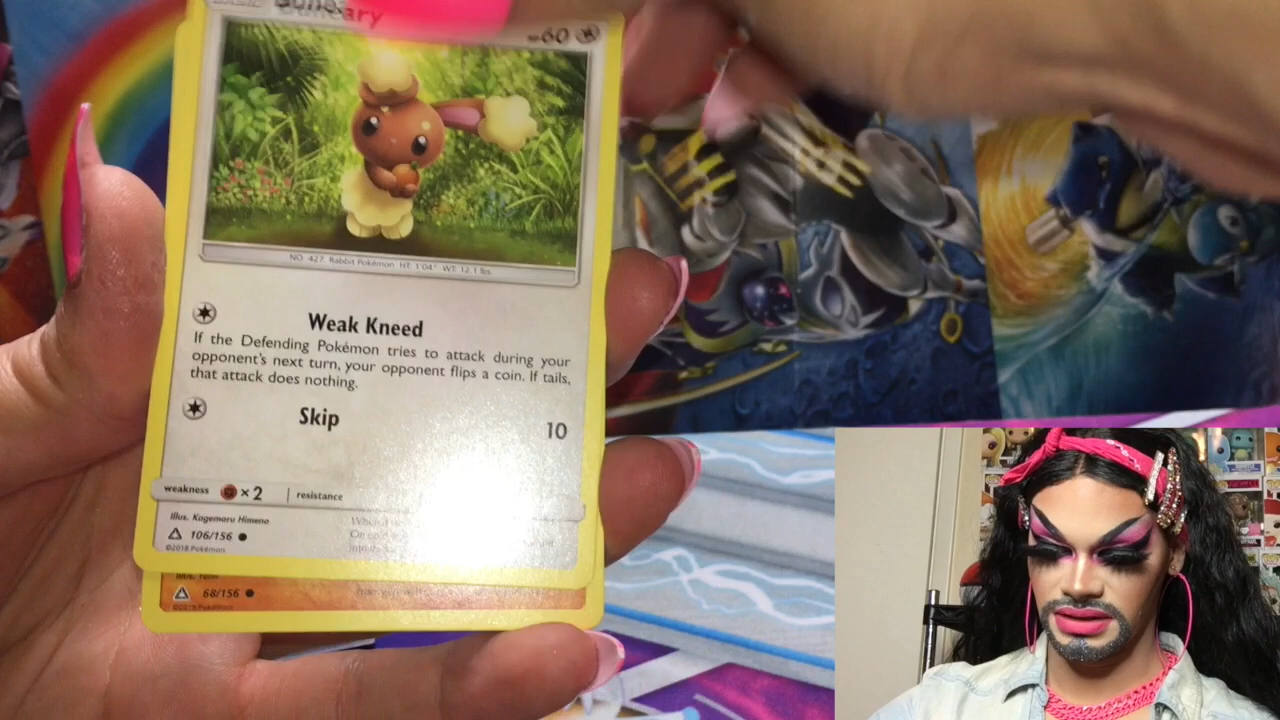 60
NO. 427 Rabbit Pokémon HT: 1'04" WT: 12.1 lbs.
Weak Kneed
If the Defending Pokémon tries to attack during your
opponent's next turn, your opponent flips a coin. If tails,
that attack does nothing.
Skip
10
weakness ×2 resistance
Illus. Kagemaru Himeno
106/156
©2018 Pokémon
68/156
©2018 Pokémon